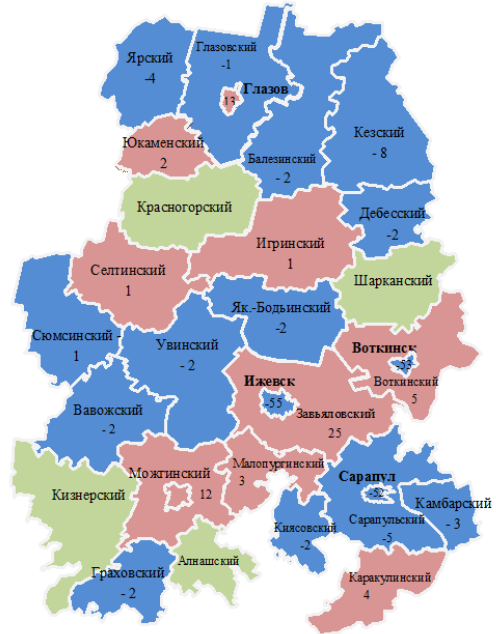 Ярский
-4
Глазовский
-1
Глазов
13
Кезский
- 8
Юкаменский
2
Балезинский
- 2
Красногорский
Дебесский
-2
Игринский
1
Селтинский
1
Шарканский
Як.-Бодьинский
-2
Сюмсинский -
1
Увинский
- 2
Воткинск
-53
Воткинский
5
Ижевск
-55
Завьяловский
25
Вавожский
- 2
Можгинский
12
Малопургинский
3
Сарапул
-52
Кизнерский
Камбарский
- 3
Сарапульский
-5
Киясовский
-2
Алнашский
Граховский
- 2
Каракулинский
4